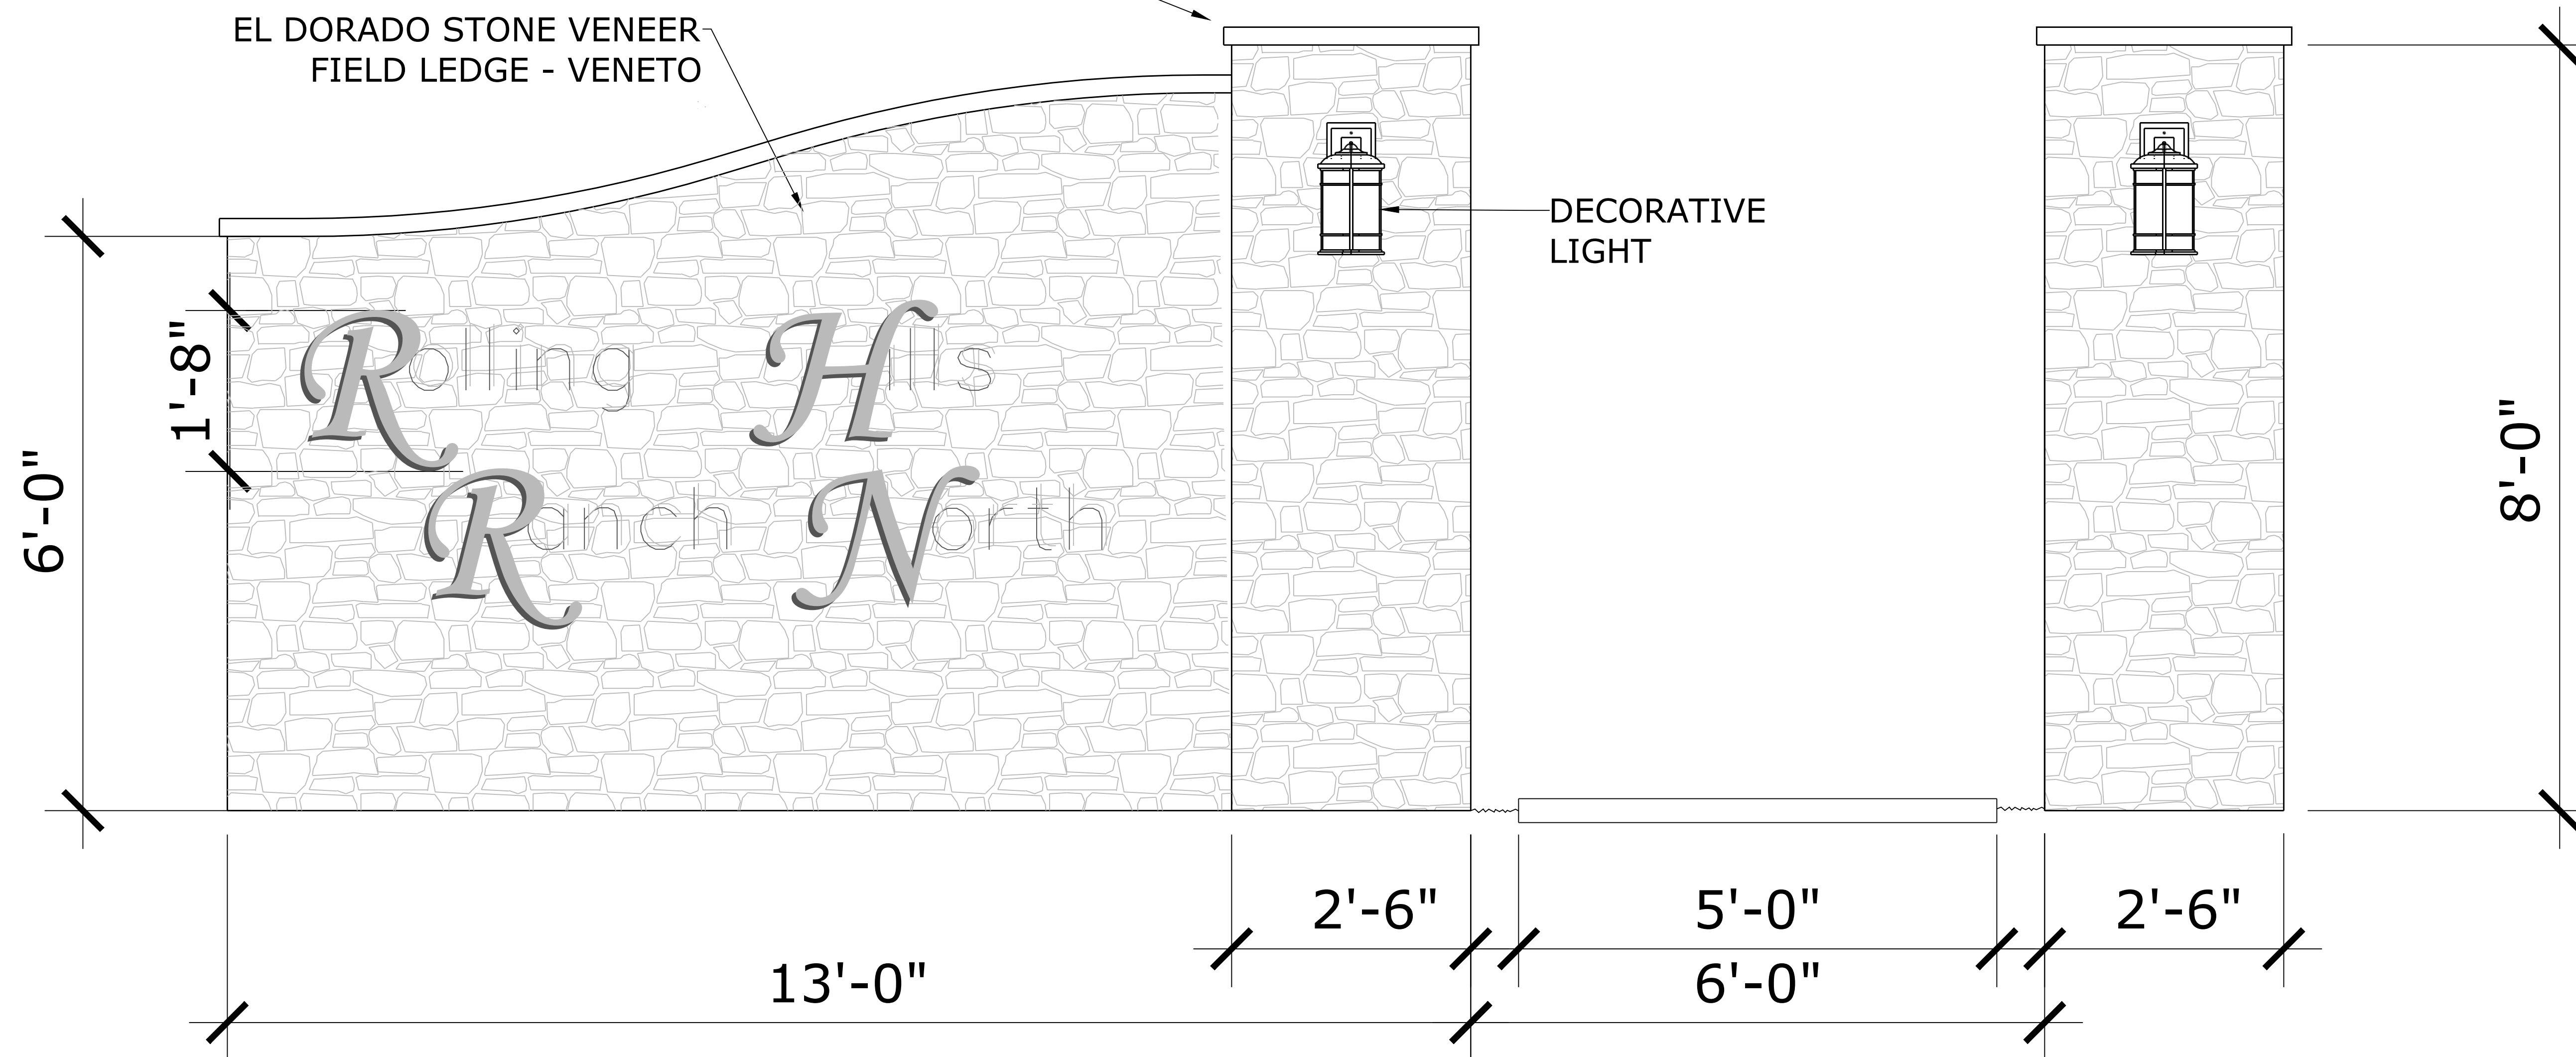 EL DORADO STONE VENEER
FIELD LEDGE - VENETO
DECORATIVE
LIGHT
1'-8"
6'-0"
8'-0"
Rolling Hills
Ranch North
2'-6"
5'-0"
2'-6"
13'-0"
6'-0"